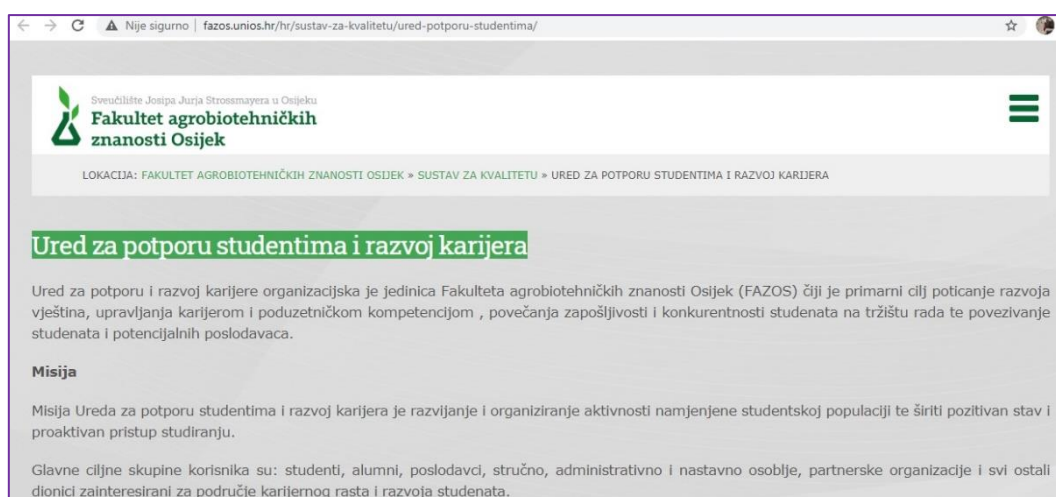 Nije sigurno | fazos.unios.hr/hr/sustav-za-kvalitetu/ured-potporu-studentima/
Sveučilište Josipa Jurja Strossmayera u Osijeku
Fakultet agrobiotehničkih
znanosti Osijek
LOKACIJA: FAKULTET AGROBIOTEHNIČKIH ZNANOSTI OSIJEK » SUSTAV ZA KVALITETU » URED ZA POTPORU STUDENTIMA I RAZVOJ KARIJERA
Ured za potporu studentima i razvoj karijera
Ured za potporu i razvoj karijere organizacijska je jedinica Fakulteta agrobiotehničkih znanosti Osijek (FAZOS) čiji je primarni cilj poticanje razvoja
vještina, upravljanja karijerom i poduzetničkom kompetencijom , povećanja zapošljivosti i konkurentnosti studenata na tržištu rada te povezivanje
studenata i potencijalnih poslodavaca.
Misija
Misija Ureda za potporu studentima i razvoj karijera je razvijanje i organiziranje aktivnosti namjenjene studentskoj populaciji te širiti pozitivan stav i
proaktivan pristup studiranju.
Glavne ciljne skupine korisnika su: studenti, alumni, poslodavci, stručno, administrativno i nastavno osoblje, partnerske organizacije i svi ostali
dionici zainteresirani za područje karijernog rasta i razvoja studenata.